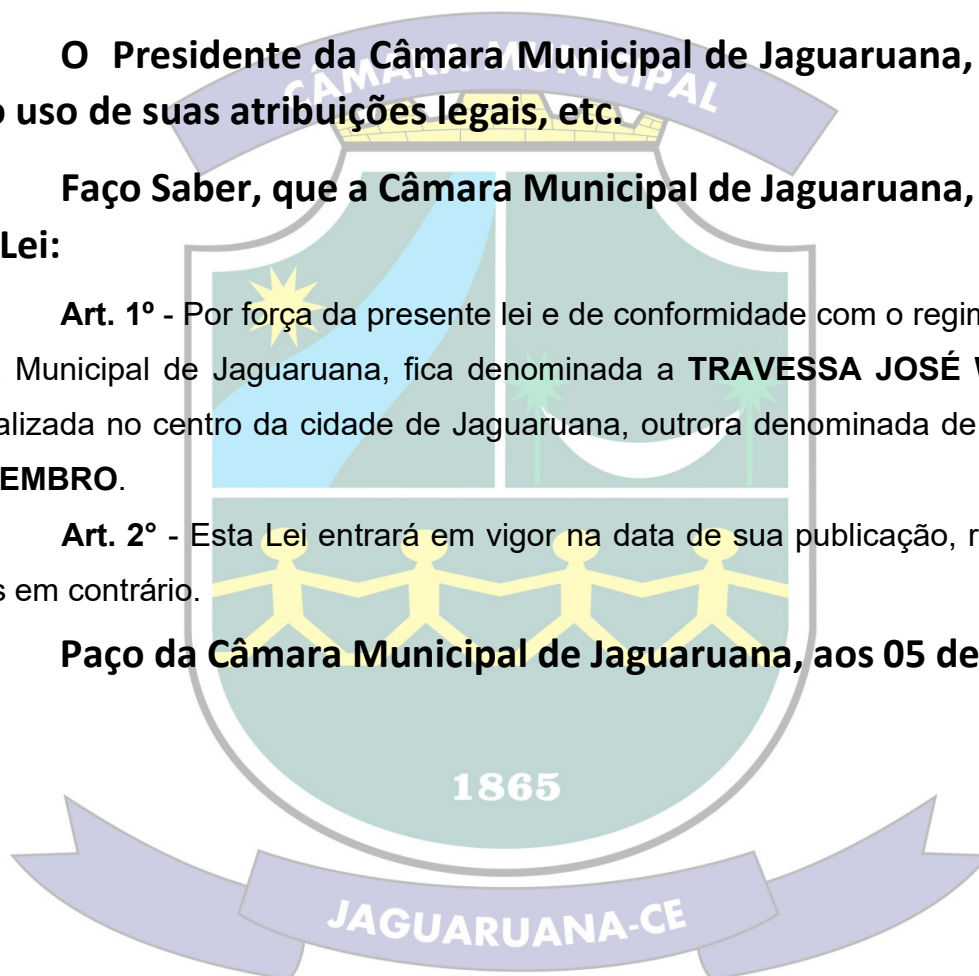 CÂMARA MUNICIPAL
O Presidente da Câmara Municipal de Jaguaruana,
o uso de suas atribuições legais, etc.
Faço Saber, que a Câmara Municipal de Jaguaruana,
Lei:
Art. 1º - Por força da presente lei e de conformidade com o regim
Municipal de Jaguaruana, fica denominada a TRAVESSA JOSÉ W
alizada no centro da cidade de Jaguaruana, outrora denominada de
EMBRO.
Art. 2° - Esta Lei entrará em vigor na data de sua publicação, r
s em contrário.
Paço da Câmara Municipal de Jaguaruana, aos 05 de
1865
JAGUARUANA-CE